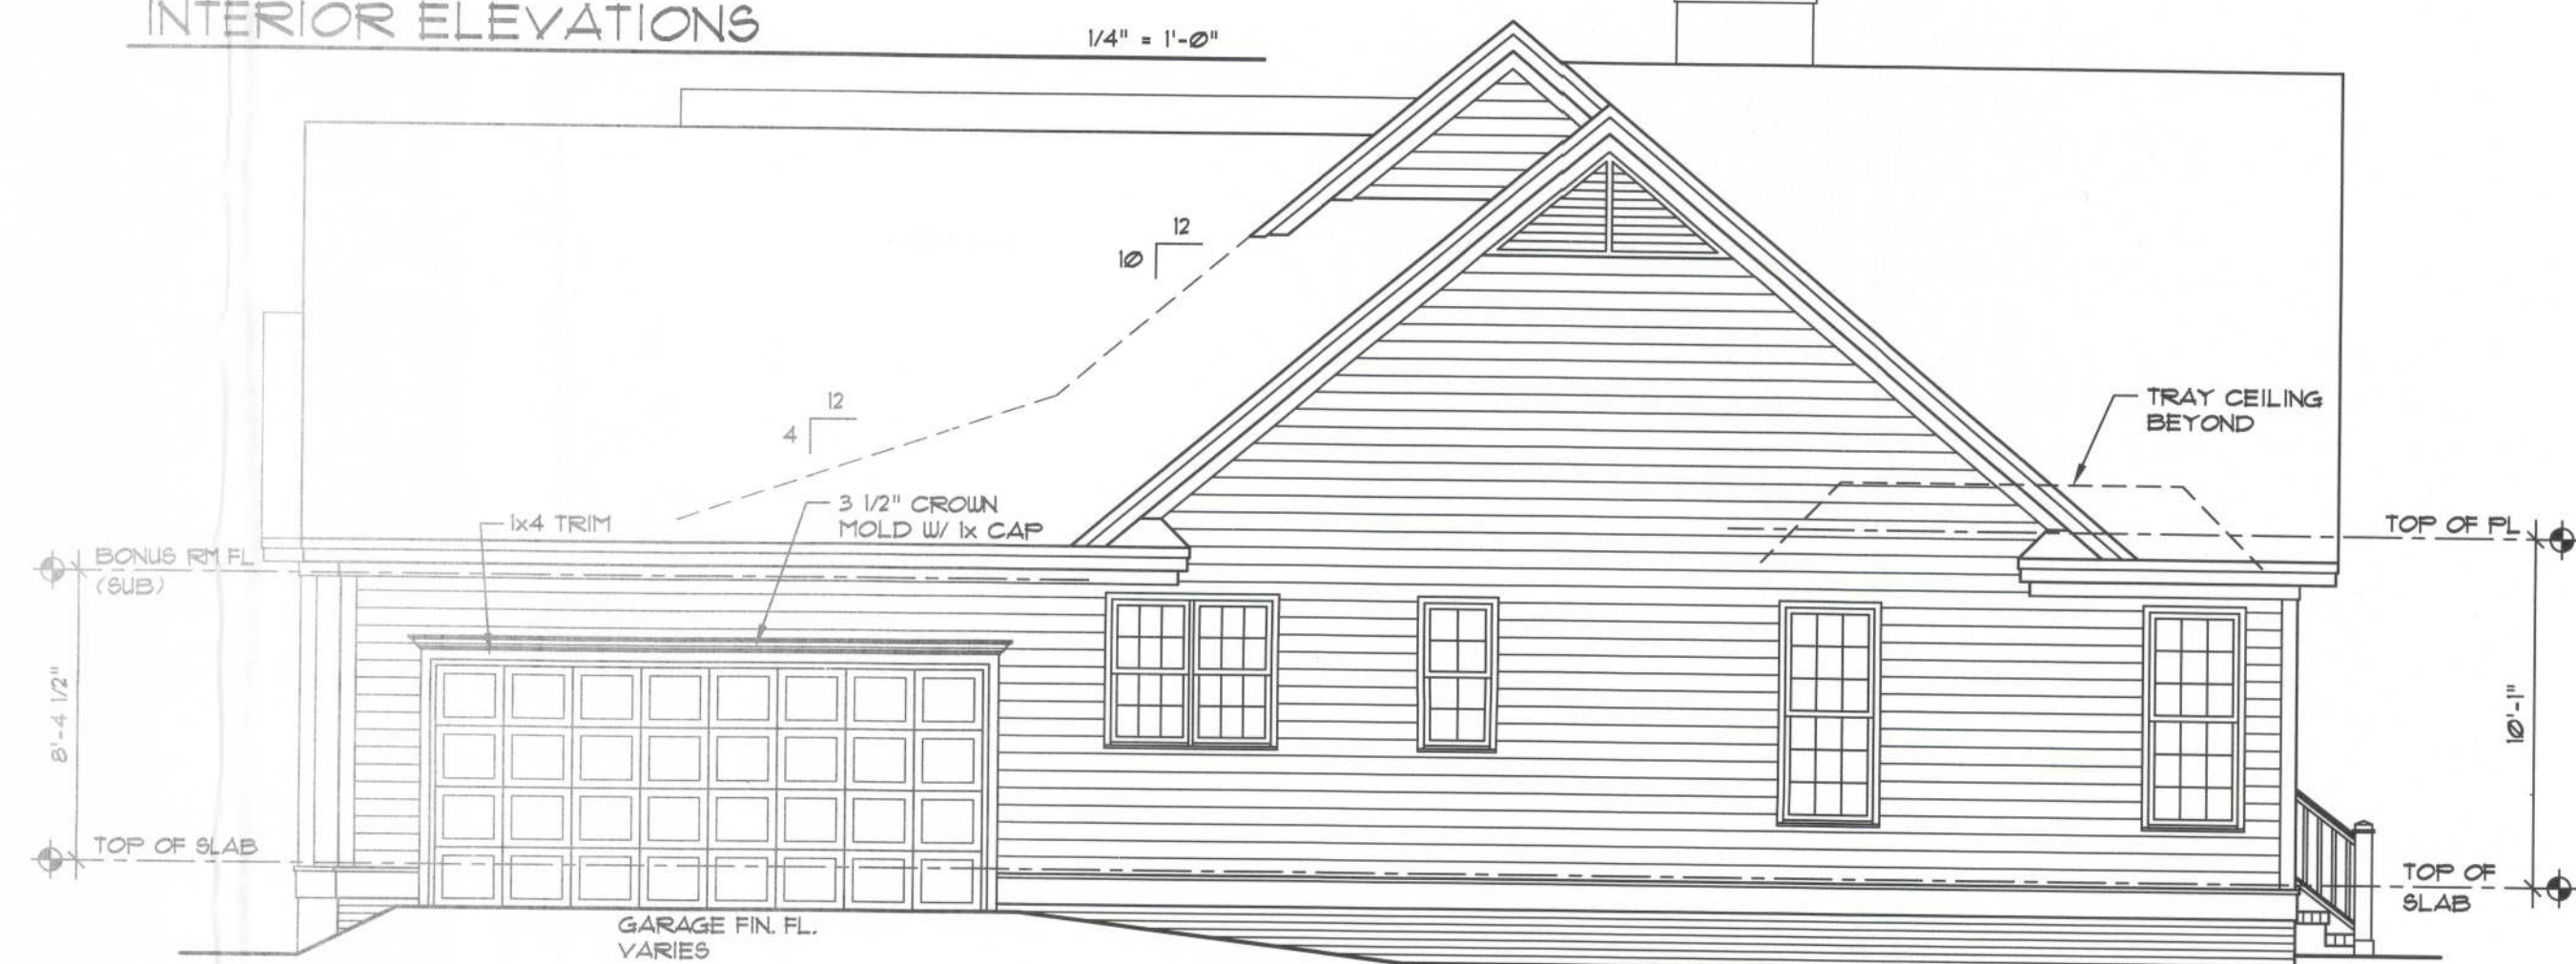 INTERIOR ELEVATIONS
1/4" = 1'-0"
12
10
12
4
TRAY CEILING
BEYOND
3 1/2" CROWN
MOLD W/ 1x CAP
1x4 TRIM
TOP OF PL
BONUS RM FL
(SUB)
8'-4 1/2"
10'-1"
TOP OF SLAB
TOP OF
SLAB
GARAGE FIN. FL.
VARIES